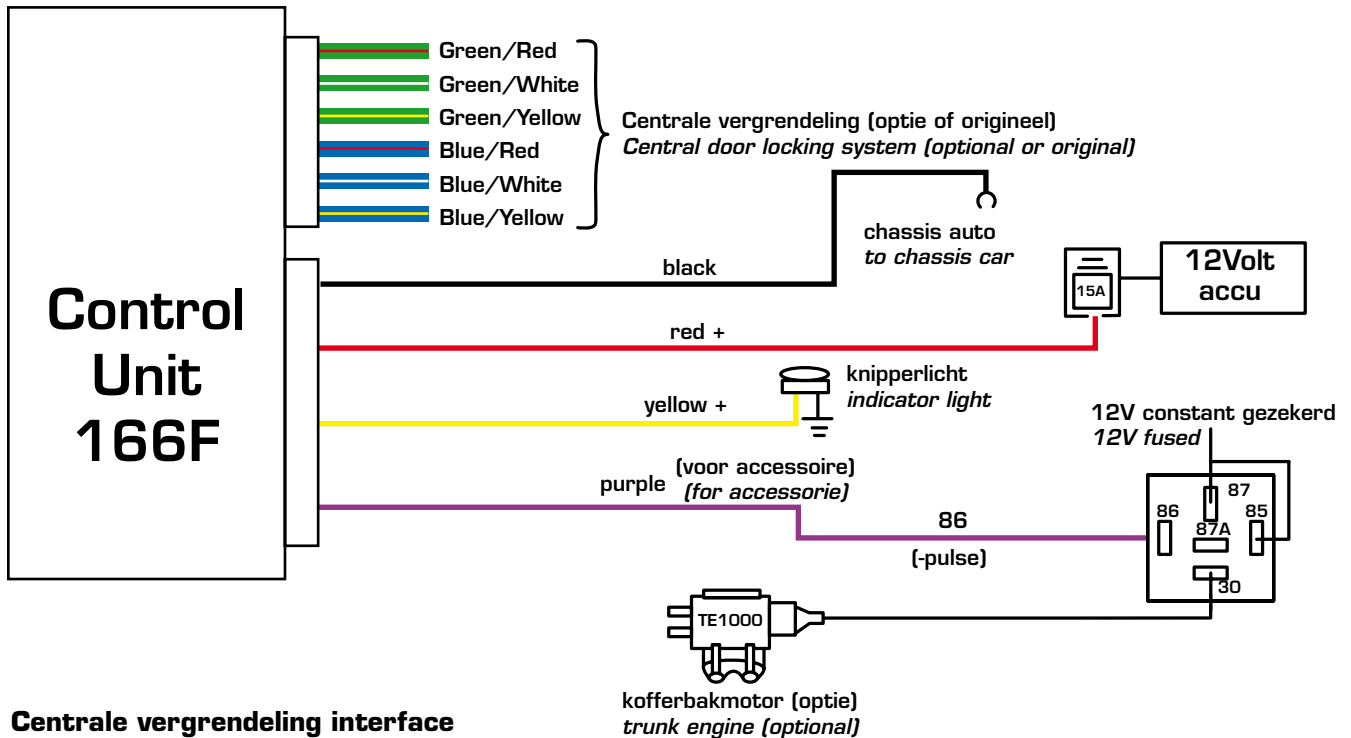 Green/Red
Green/White
Green/Yellow
Blue/Red
Blue/White
Blue/Yellow
Centrale vergrendeling (optie of origineel)
Central door locking system (optional or original)
Control
Unit
166F
black
chassis auto
to chassis car
15A
12Volt
accu
red +
yellow +
knipperlicht
indicator light
12V constant gezekerd
12V fused
purple
(voor accessoire)
(for accessorie)
86
(-pulse)
87
86
85
87A
30
TE1000
kofferbakmotor (optie)
trunk engine (optional)
Centrale vergrendeling interface